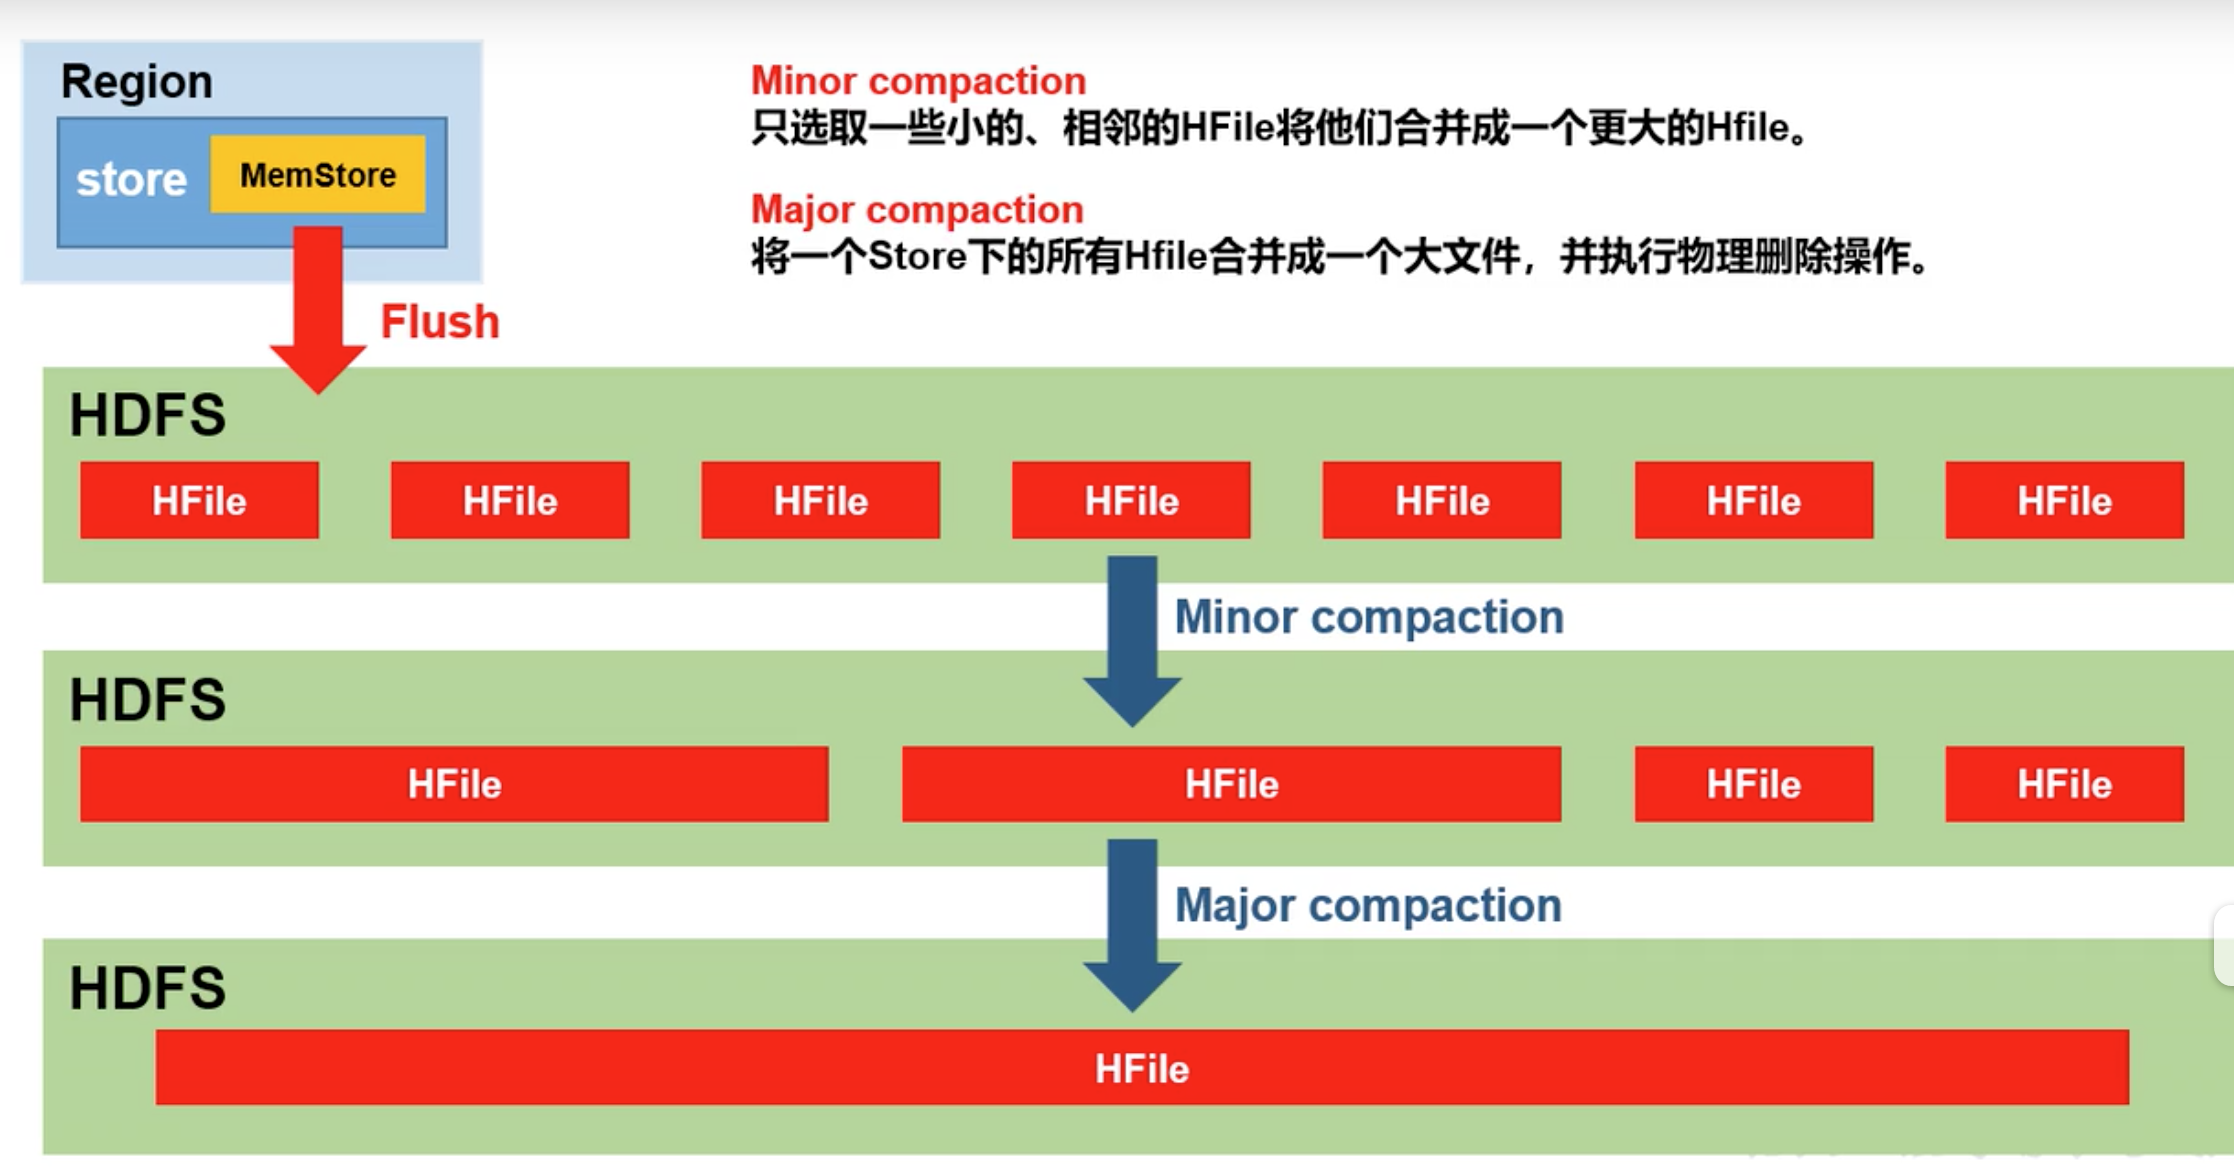 Region
store
MemStore
Flush
Minor compaction
只选取一些小的、相邻的HFile将他们合并成一个更大的Hfile。
Major compaction
将一个Store下的所有Hfile合并成一个大文件，并执行物理删除操作。
HDFS
HFile HFile HFile HFile HFile HFile HFile
Minor compaction
HDFS
HFile HFile HFile HFile
Major compaction
HDFS
HFile